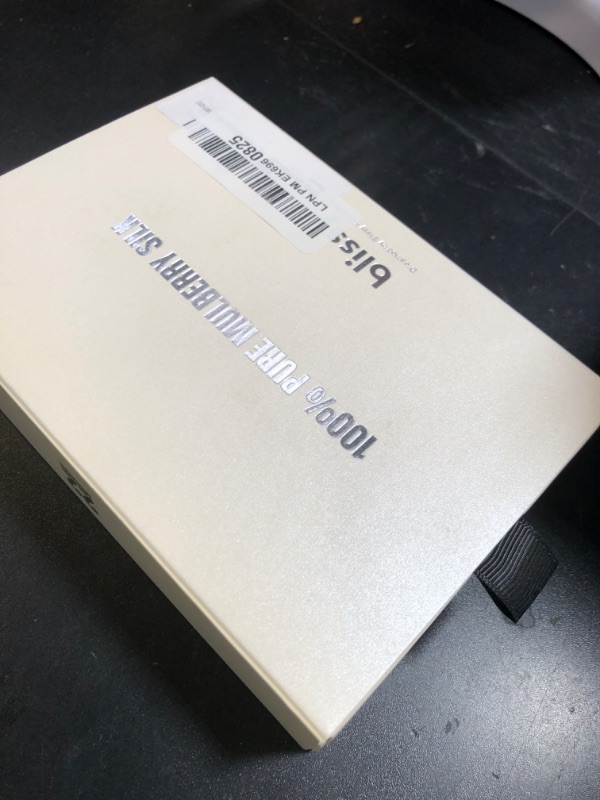 100% PURE MULBERRY SILK
bliss
LPN PM EK696 0825